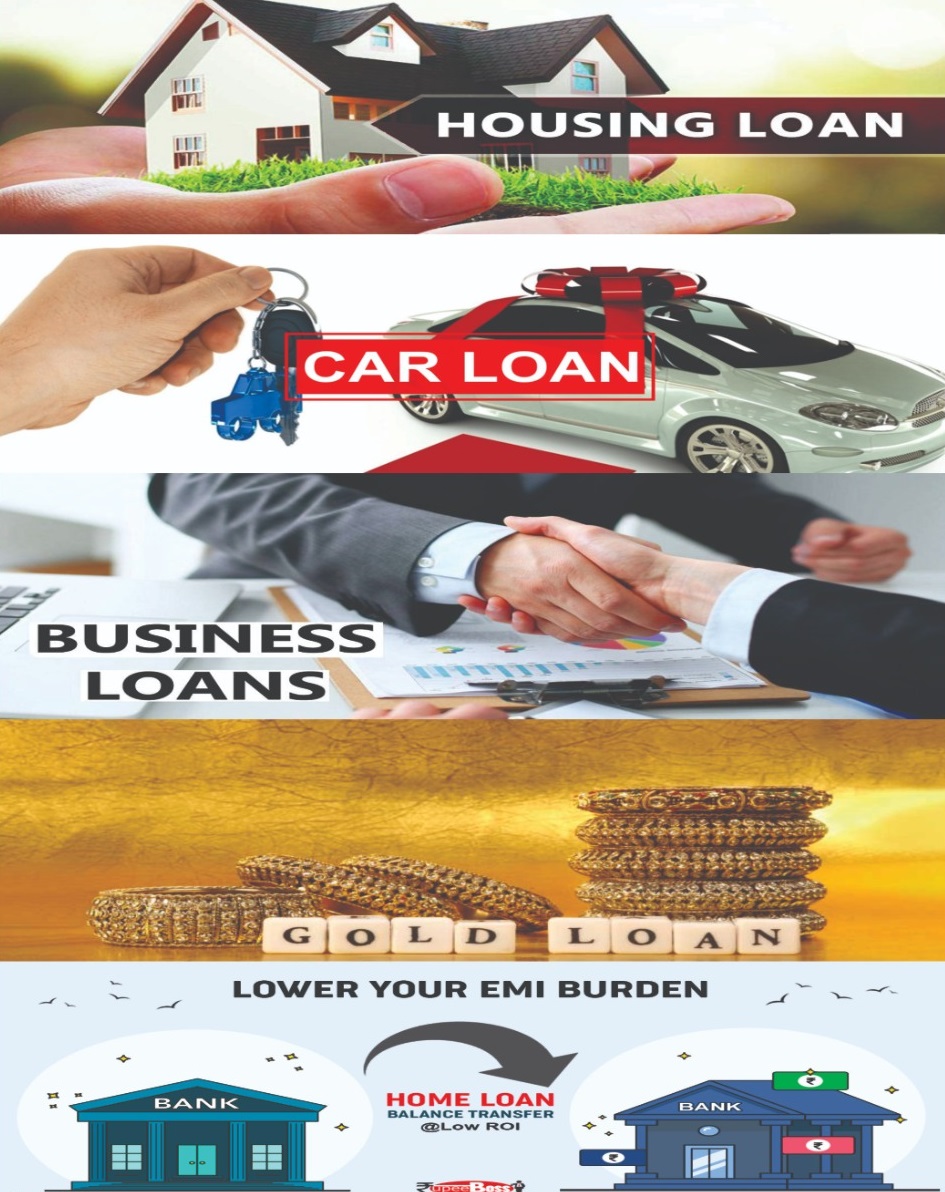 HOUSING LOAN
CAR LOAN
BUSINESS
LOANS
GOLD LOAN
LOWER YOUR EMI BURDEN
BANK
HOME LOAN
BALANCE TRANSFER
@Low ROI
BANK
₹
₹
₹
₹upeeBoss